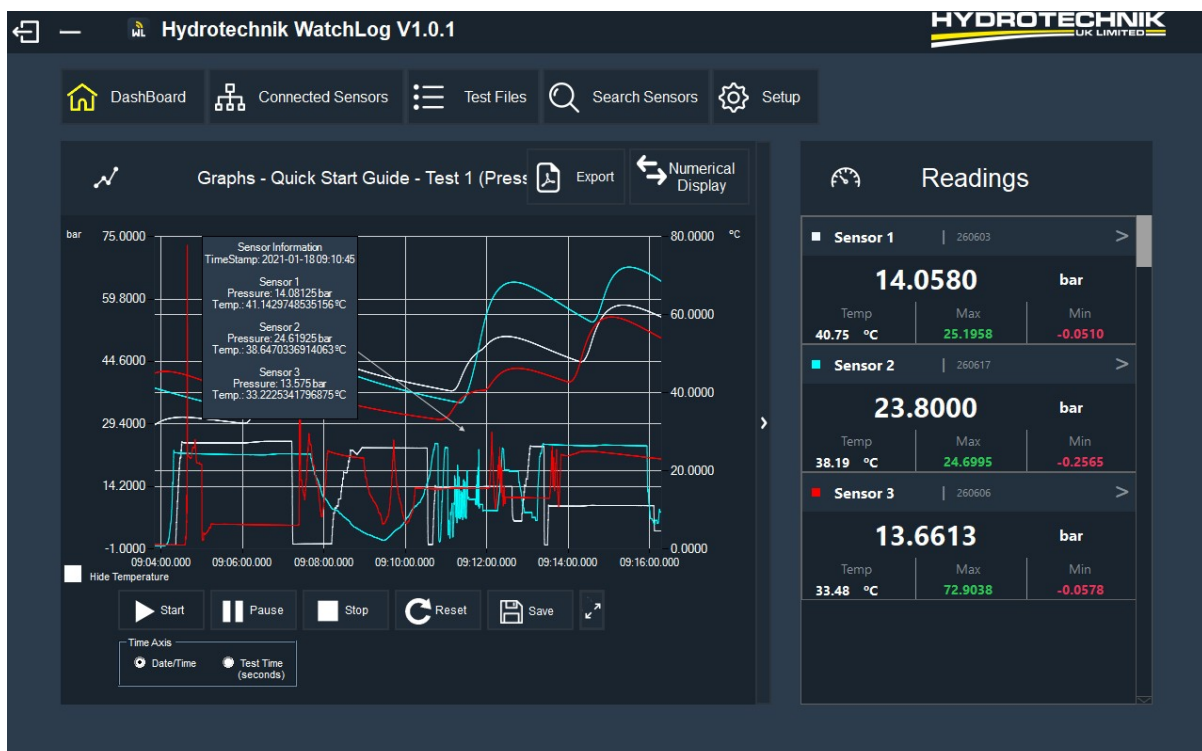 Hydrotechnik WatchLog V1.0.1
HYDROTECHNIK
UK LIMITED
DashBoard
Connected Sensors
Test Files
Search Sensors
Setup
Graphs - Quick Start Guide - Test 1 (Press
Export
Numerical
Display
bar
°C
75.0000
59.8000
44.6000
29.4000
14.2000
-1.0000
80.0000
60.0000
40.0000
20.0000
0.0000
Sensor Information
TimeStamp: 2021-01-18 09:10:45
Sensor 1
Pressure: 14.08125 bar
Temp.: 41.1429748535156 °C
Sensor 2
Pressure: 24.61925 bar
Temp.: 38.6470336914063 °C
Sensor 3
Pressure: 13.575 bar
Temp.: 33.2225341796875 °C
09:04:00.000 09:06:00.000 09:08:00.000 09:10:00.000 09:12:00.000 09:14:00.000 09:16:00.000
Hide Temperature
Start
Pause
Stop
Reset
Save
Time Axis
Date/Time
Test Time
(seconds)
Readings
Sensor 1 | 260603 >
14.0580 bar
Temp Max Min
40.75 °C 25.1958 -0.0510
Sensor 2 | 260617 >
23.8000 bar
Temp Max Min
38.19 °C 24.6995 -0.2565
Sensor 3 | 260606 >
13.6613 bar
Temp Max Min
33.48 °C 72.9038 -0.0578